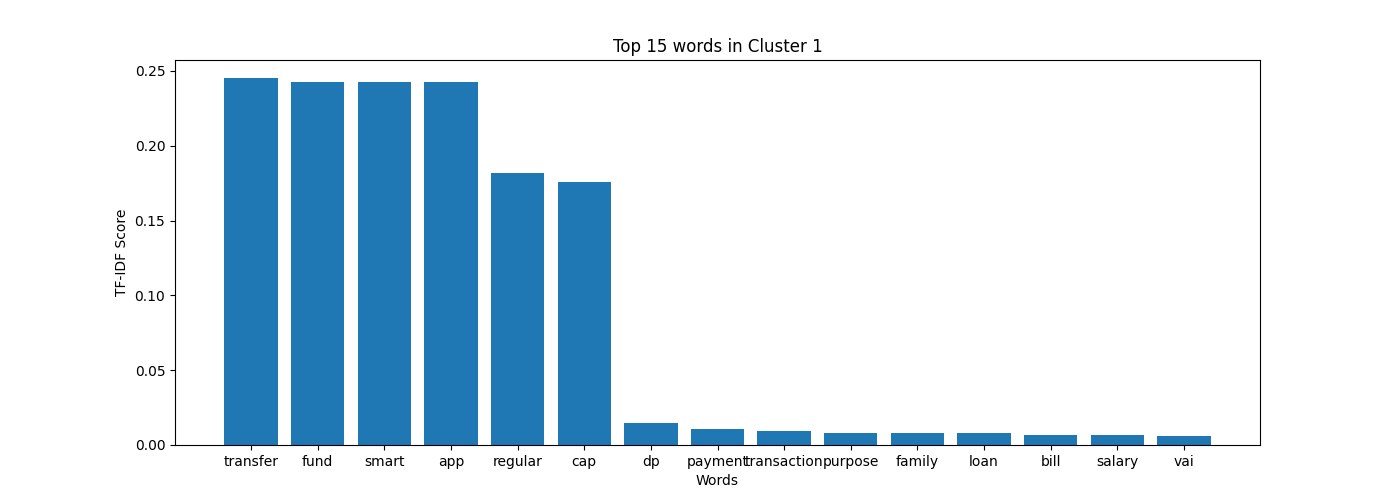 Top 15 words in Cluster 1
TF-IDF Score
0.25
0.20
0.15
0.10
0.05
0.00
transfer fund smart app regular cap dp payment transaction purpose family loan bill salary vai
Words